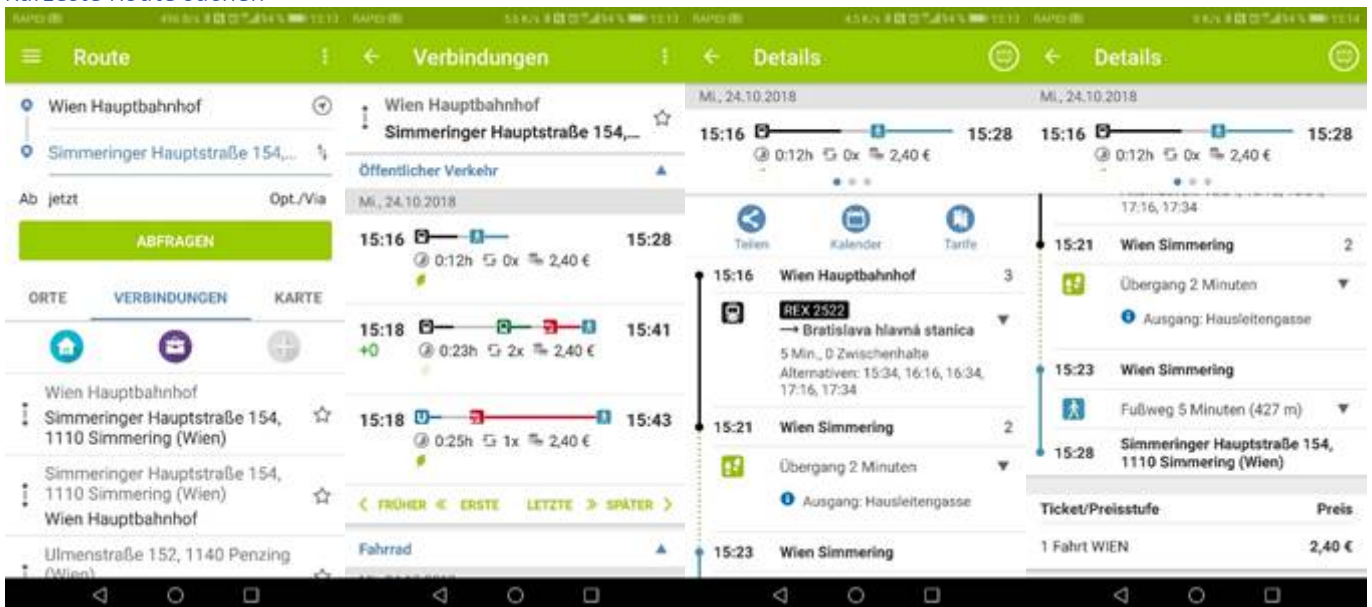 Route
Wien Hauptbahnhof
Simmeringer Hauptstraße 154,...
Ab jetzt Opt./Via
ABFRAGEN
ORTE VERBINDUNGEN KARTE
Wien Hauptbahnhof
Simmeringer Hauptstraße 154,
1110 Simmering (Wien)
Simmeringer Hauptstraße 154,
1110 Simmering (Wien)
Wien Hauptbahnhof
Ulmenstraße 152, 1140 Penzing
(Wien)
Verbindungen
Wien Hauptbahnhof
Simmeringer Hauptstraße 154,...
Öffentlicher Verkehr
Mi., 24.10.2018
15:16 15:28
0:12h 0x 2,40 €
15:18 15:41
+0 0:23h 2x 2,40 €
15:18 15:43
0:25h 1x 2,40 €
< FRÜHER « ERSTE LETZTE » SPÄTER >
Fahrrad
Details
Mi., 24.10.2018
15:16 15:28
0:12h 0x 2,40 €
Teilen Kalender Tarife
15:16 Wien Hauptbahnhof 3
REX 2522
→ Bratislava hlavná stanica
5 Min., 0 Zwischenhalte
Alternativen: 15:34, 16:16, 16:34,
17:16, 17:34
15:21 Wien Simmering 2
Übergang 2 Minuten
Ausgang: Hausleitengasse
15:23 Wien Simmering
Details
Mi., 24.10.2018
15:16 15:28
0:12h 0x 2,40 €
17:16, 17:34
15:21 Wien Simmering 2
Übergang 2 Minuten
Ausgang: Hausleitengasse
15:23 Wien Simmering
Fußweg 5 Minuten (427 m)
15:28 Simmeringer Hauptstraße 154,
1110 Simmering (Wien)
Ticket/Preisstufe Preis
1 Fahrt WIEN 2,40 €